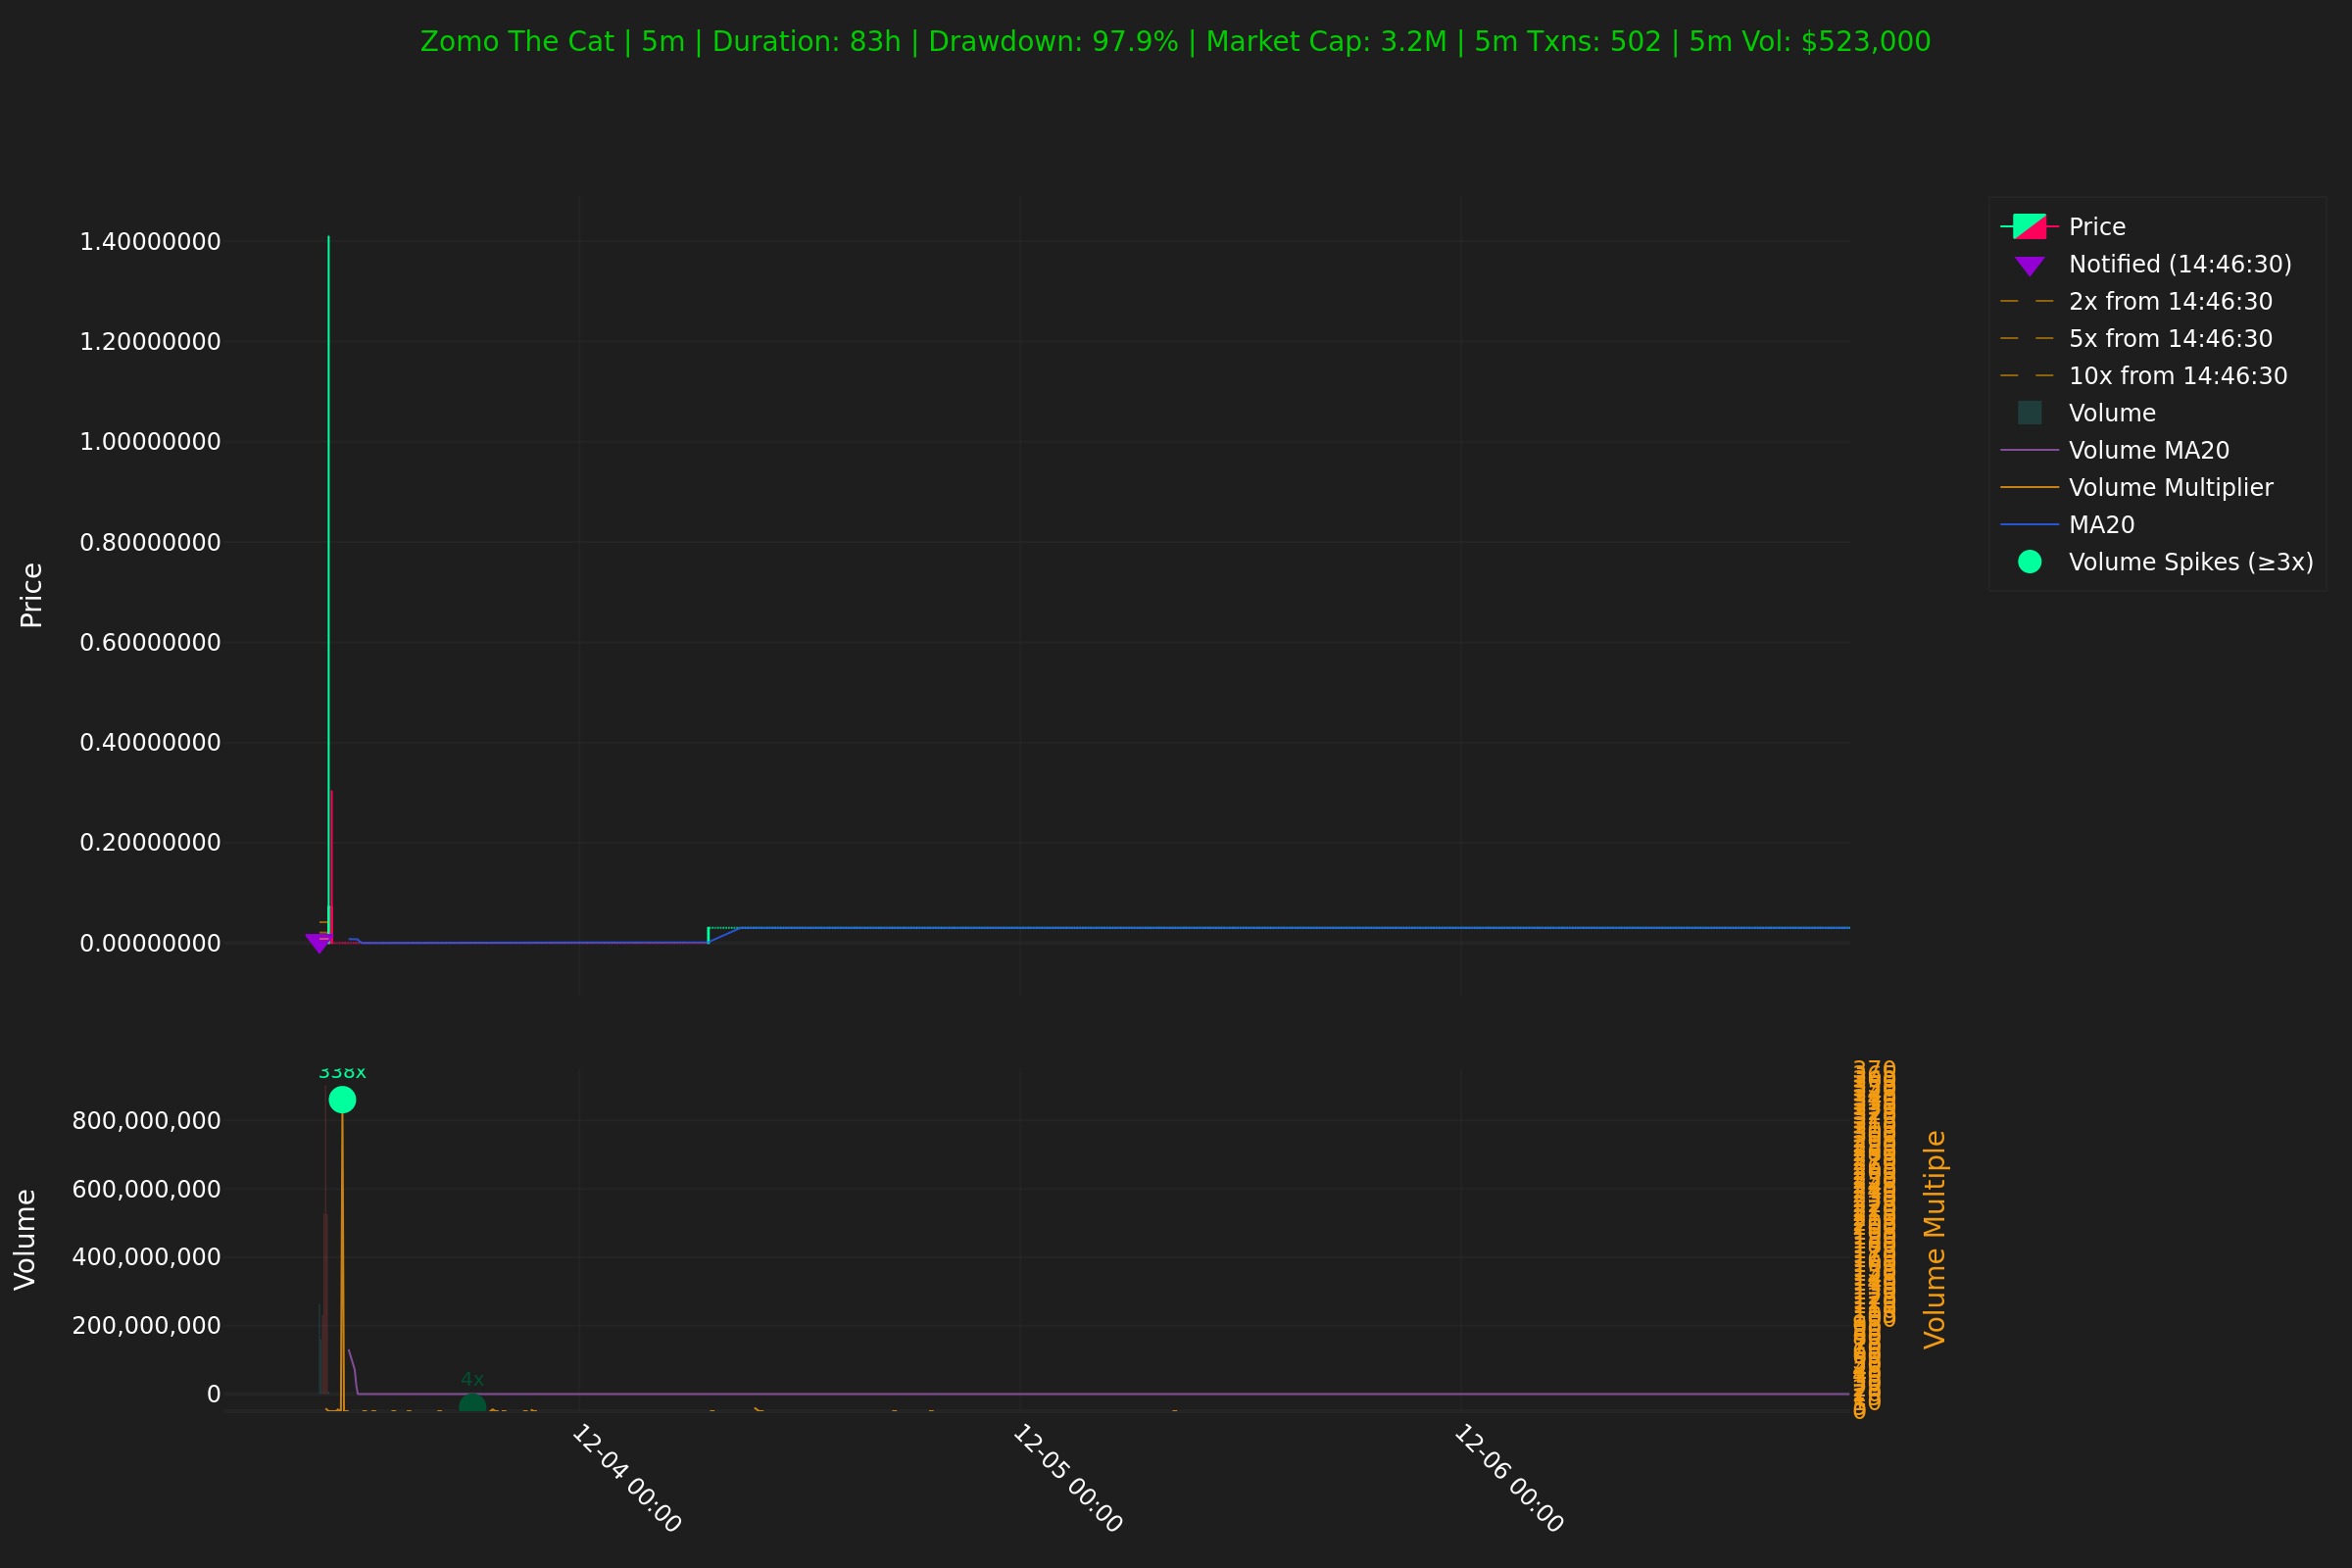 Zomo The Cat | 5m | Duration: 83h | Drawdown: 97.9% | Market Cap: 3.2M | 5m Txns: 502 | 5m Vol: $523,000
Price
1.40000000
1.20000000
1.00000000
0.80000000
0.60000000
0.40000000
0.20000000
0.00000000
Price
Notified (14:46:30)
2x from 14:46:30
5x from 14:46:30
10x from 14:46:30
Volume
Volume MA20
Volume Multiplier
MA20
Volume Spikes (≥3x)
Volume
800,000,000
600,000,000
400,000,000
200,000,000
0
338x
4x
370
0
Volume Multiple
12-04 00:00
12-05 00:00
12-06 00:00